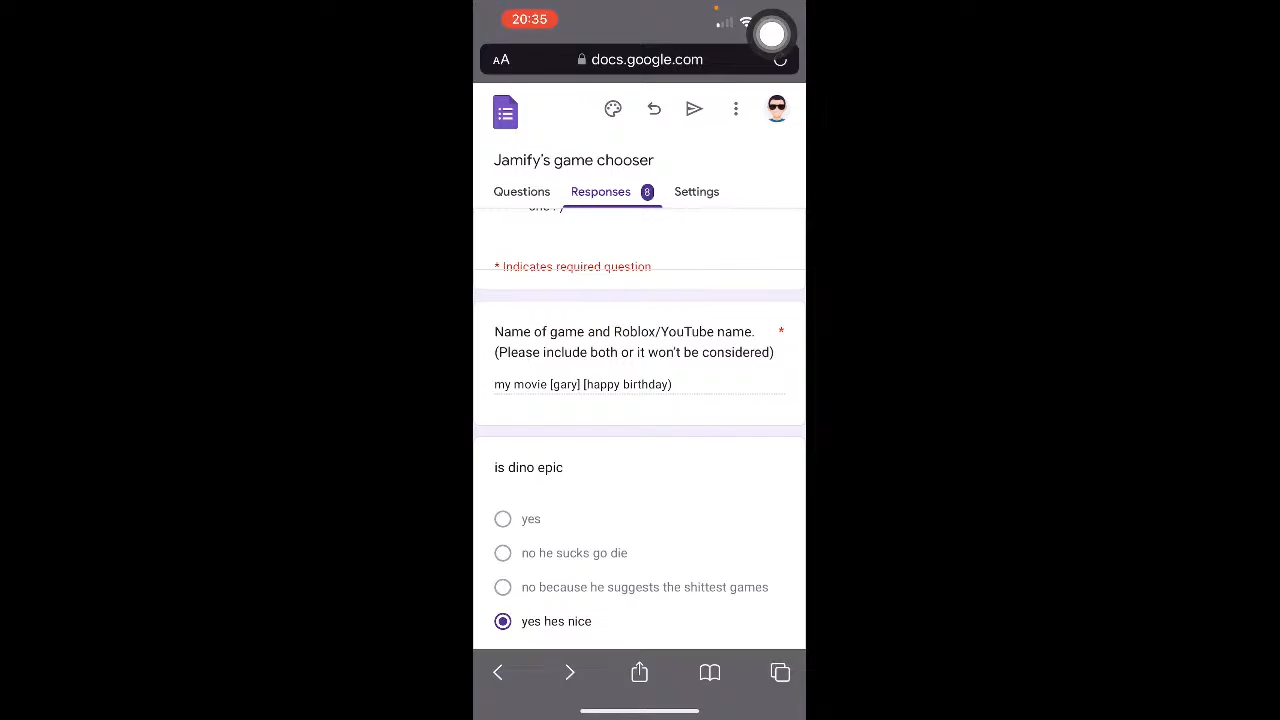 20:35
AA docs.google.com
Jamify's game chooser
Questions Responses 8 Settings
* Indicates required question
Name of game and Roblox/YouTube name. *
(Please include both or it won't be considered)
my movie [gary] [happy birthday)
is dino epic
yes
no he sucks go die
no because he suggests the shittest games
yes hes nice